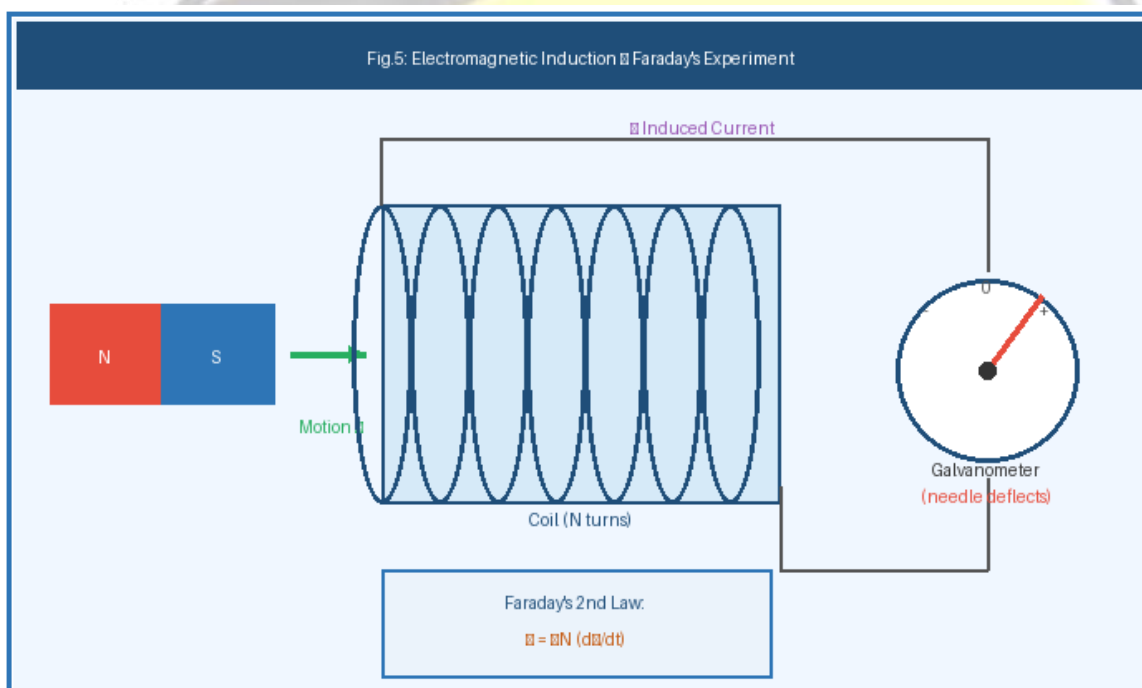 Fig.5: Electromagnetic Induction ▯ Faraday's Experiment
▯ Induced Current
0
- +
N S
Motion ▯
Galvanometer
(needle deflects)
Coil (N turns)
Faraday's 2nd Law:
▯ = ▯N (d▯/dt)